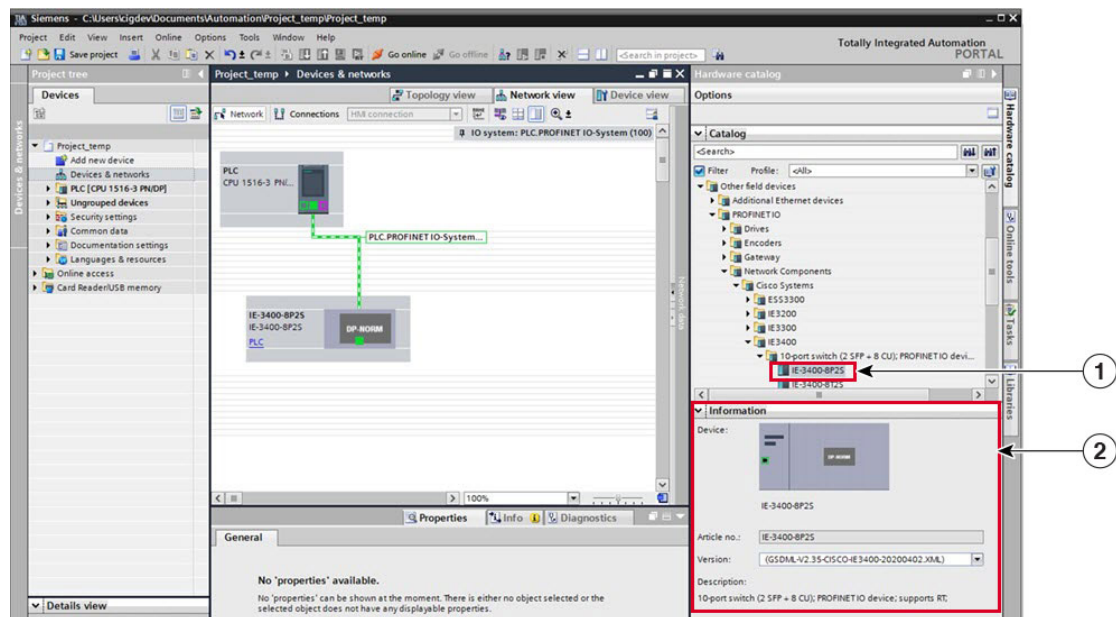 Siemens - C:\Users\cigdev\Documents\Automation\Project_temp\Project_temp
Project Edit View Insert Online Options Tools Window Help
Totally Integrated Automation
PORTAL
Save project
Go online
Go offline
<Search in project>
Project tree
Devices
Devices & networks
Project_temp
Add new device
Devices & networks
PLC [CPU 1516-3 PN/DP]
Ungrouped devices
Security settings
Common data
Documentation settings
Languages & resources
Online access
Card Reader/USB memory
Details view
Project_temp
Devices & networks
Topology view
Network view
Device view
Network
Connections
HMI connection
IO system: PLC.PROFINET IO-System (100)
PLC
CPU 1516-3 PN/...
PLC.PROFINET IO-System...
IE-3400-8P2S
IE-3400-8P2S
PLC
DP-NORM
Network data
100%
Properties
Info
Diagnostics
General
No 'properties' available.
No 'properties' can be shown at the moment. There is either no object selected or the
selected object does not have any displayable properties.
Hardware catalog
Options
Catalog
<Search>
Filter
Profile:
<All>
Other field devices
Additional Ethernet devices
PROFINET IO
Drives
Encoders
Gateway
Network Components
Cisco Systems
ESS3300
IE3200
IE3300
IE3400
10-port switch (2 SFP + 8 CU); PROFINET IO devi...
IE-3400-8P2S
IE-3400-8T2S
Information
Device:
DP-NORM
IE-3400-8P2S
Article no.:
IE-3400-8P2S
Version:
(GSDML-V2.35-CISCO-IE3400-20200402.XML)
Description:
10-port switch (2 SFP + 8 CU); PROFINET IO device; supports RT;
Hardware catalog
Online tools
Tasks
Libraries
1
2